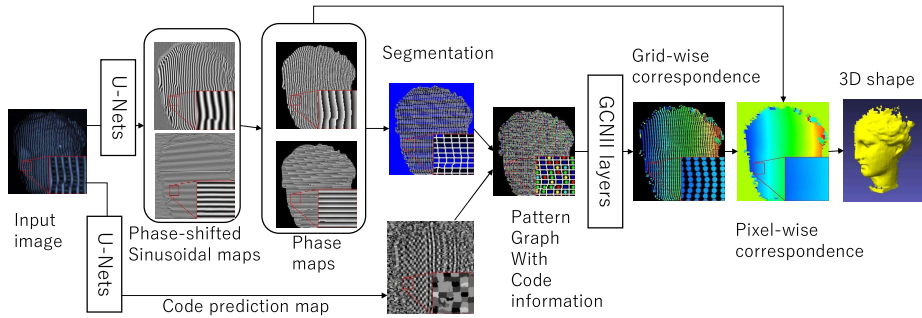 U-Nets
Segmentation
Grid-wise
correspondence
3D shape
GCNII layers
Input
image
U-Nets
Phase-shifted
Sinusoidal maps
Phase
maps
Pattern
Graph
With
Code
information
Pixel-wise
correspondence
Code prediction map